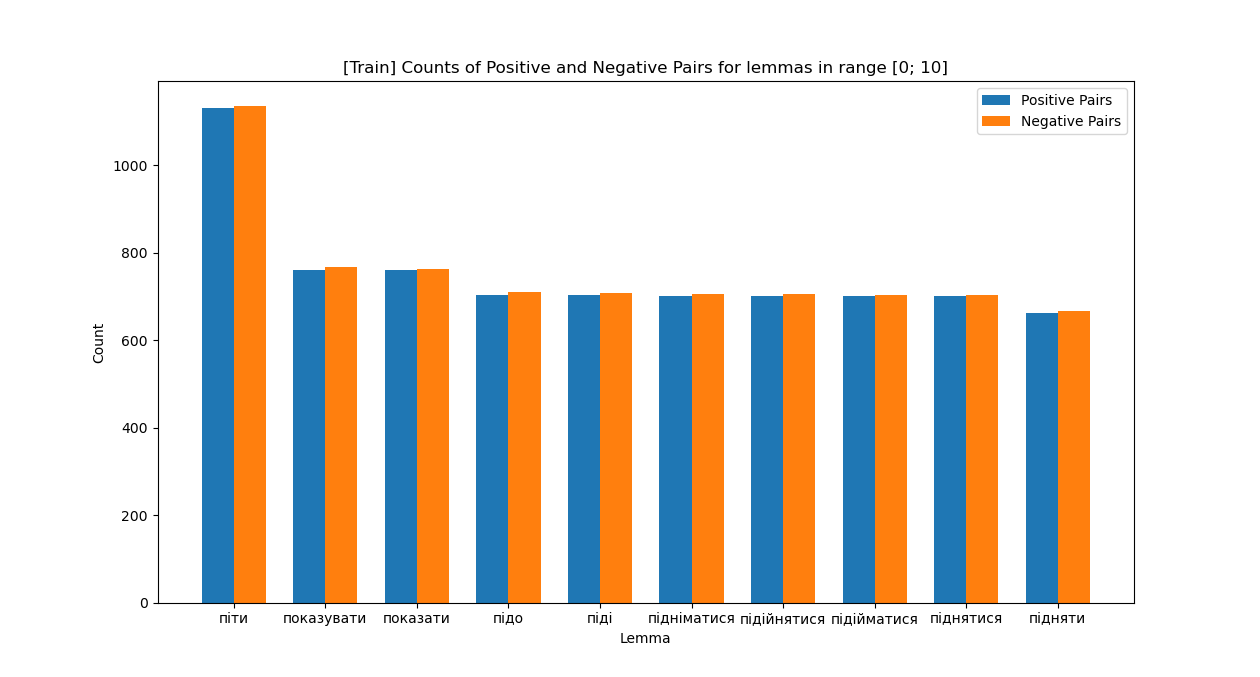 [Train] Counts of Positive and Negative Pairs for lemmas in range [0; 10]
Positive Pairs
Negative Pairs
Count
1000
800
600
400
200
0
піти показувати показати підо піді підніматися підійнятися підійматися піднятися підняти
Lemma